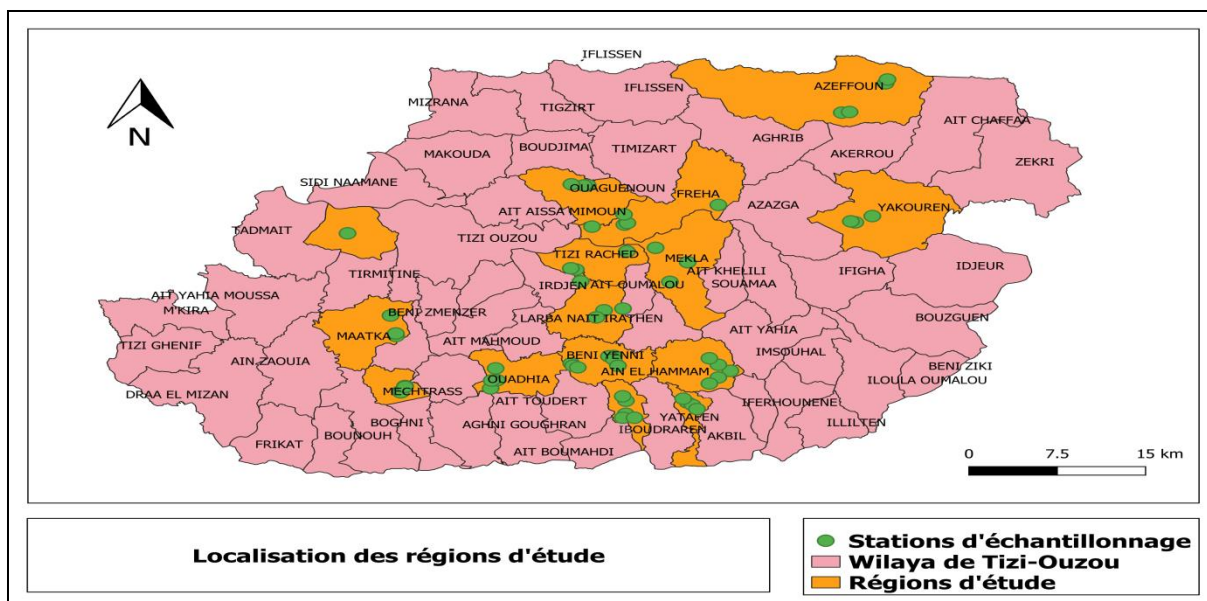 IFLISSEN
AZEFFOUN
IFLISSEN
MIZRANA
TIGZIRT
AIT CHAFFAA
AGHRIB
BOUDJIMA
TIMIZART
MAKOUDA
AKERROU
ZEKRI
N
SIDI NAAMANE
OUAGUENOUN
FREHA
AZAZGA
YAKOUREN
AIT AISSA MIMOUN
TADMAIT
TIZI OUZOU
TIZI RACHED
MEKLA
IDJEUR
TIRMITINE
AIT KHELILI
IFIGHA
IRDJEN
AIT OUMALOU
SOUAMAA
AIT YAHIA MOUSSA
M'KIRA
BENI ZMENZER
LARBA NAIT IRATHEN
BOUZGUEN
MAATKA
AIT YAHIA
TIZI GHENIF
AIT MAHMOUD
IMSOUHAL
AIN ZAOUIA
BENI YENNI
BENI ZIKI
AIN EL HAMMAM
OUADHIA
ILOULA OUMALOU
DRAA EL MIZAN
MECHTRASS
AIT TOUDERT
IFERHOUNENE
YATAFEN
BOGHNI
AGHNI GOUGHRAN
ILLILTEN
IBOUDRAREN
AKBIL
FRIKAT
BOUNOUH
AIT BOUMAHDI
0 7.5 15 km
Localisation des régions d'étude
Stations d'échantillonnage
Wilaya de Tizi-Ouzou
Régions d'étude